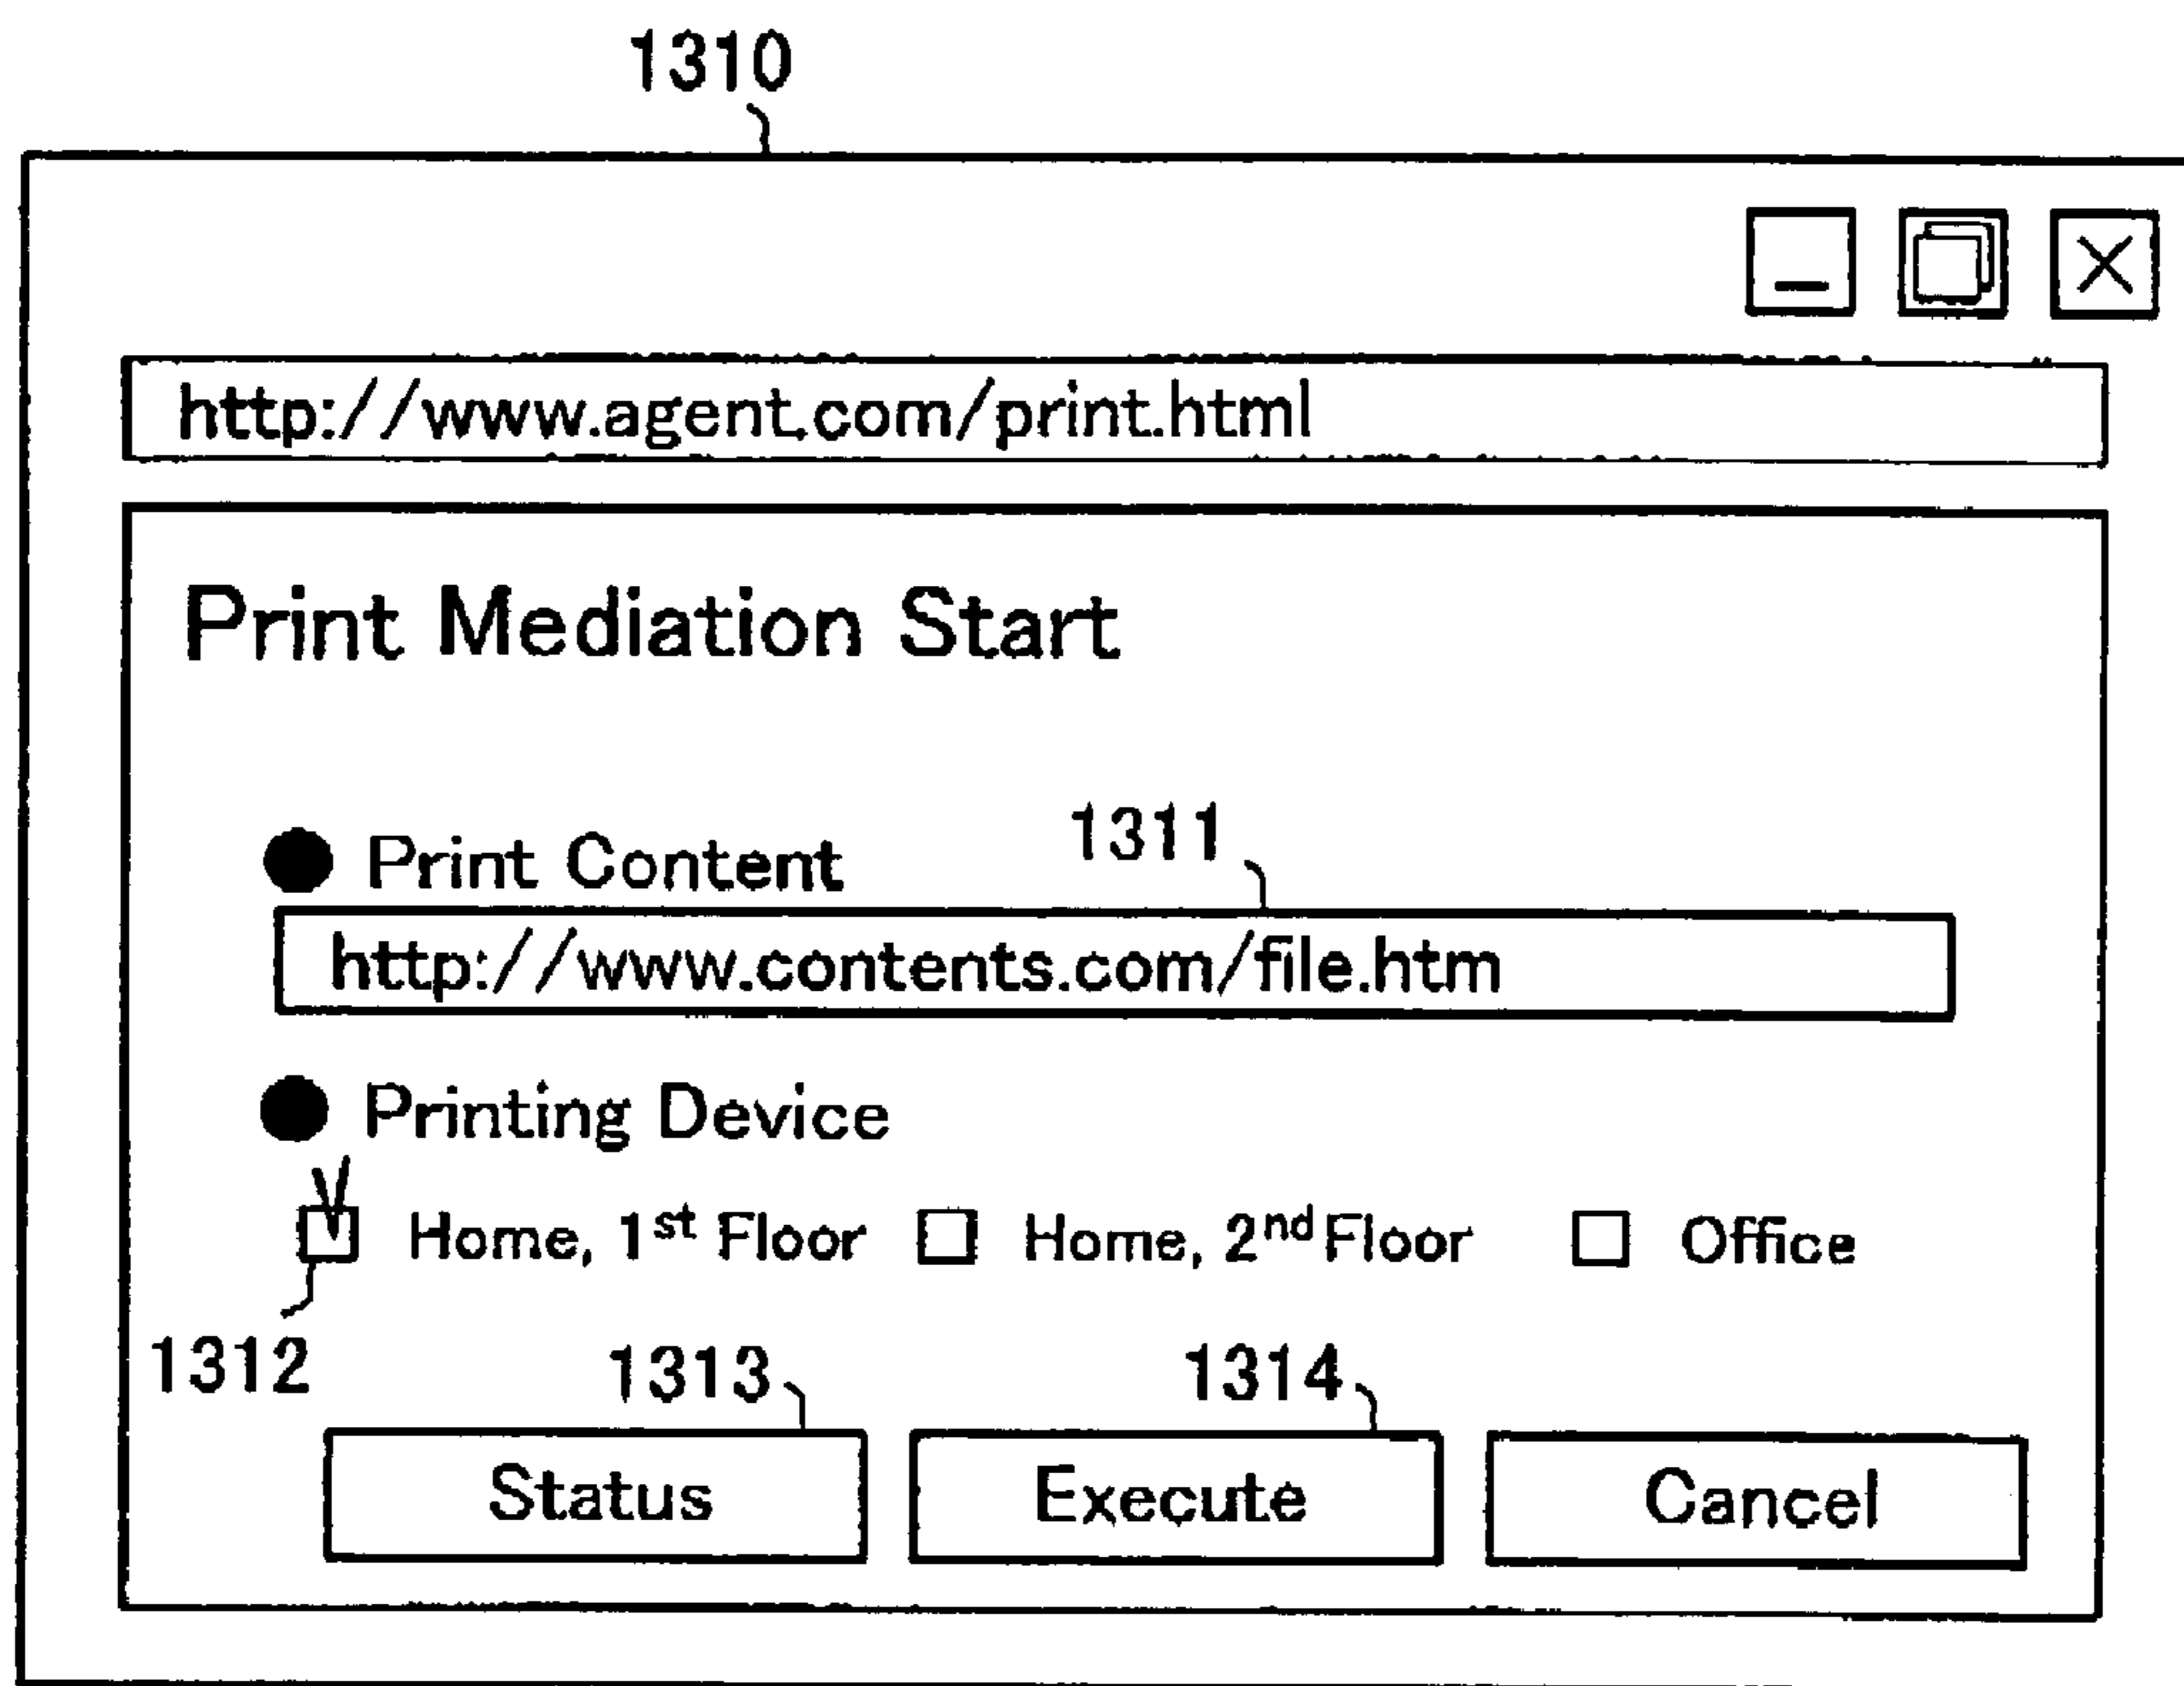 1310
http://www.agent.com/print.html
Print Mediation Start
1311
● Print Content
http://www.contents.com/file.htm
● Printing Device
Home, 1st Floor Home, 2nd Floor Office
1312 1313 1314
Status Execute Cancel